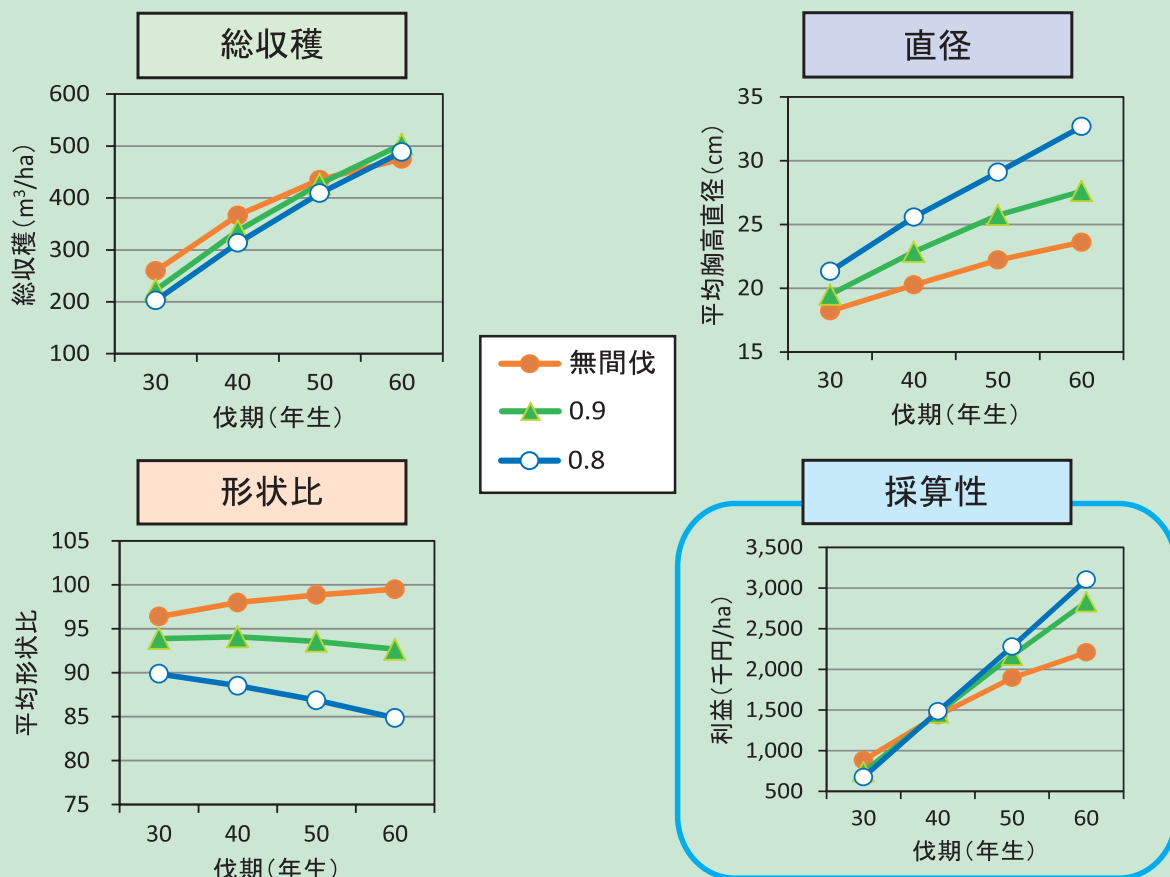 総収穫
600
500
400
300
200
100
総収穫（m³/ha）
30 40 50 60
伐期（年生）
直径
35
30
25
20
15
平均胸高直径（cm）
30 40 50 60
伐期（年生）
無間伐
0.9
0.8
形状比
105
100
95
90
85
80
75
平均形状比
30 40 50 60
伐期（年生）
採算性
3,500
3,000
2,500
2,000
1,500
1,000
500
利益（千円/ha）
30 40 50 60
伐期（年生）